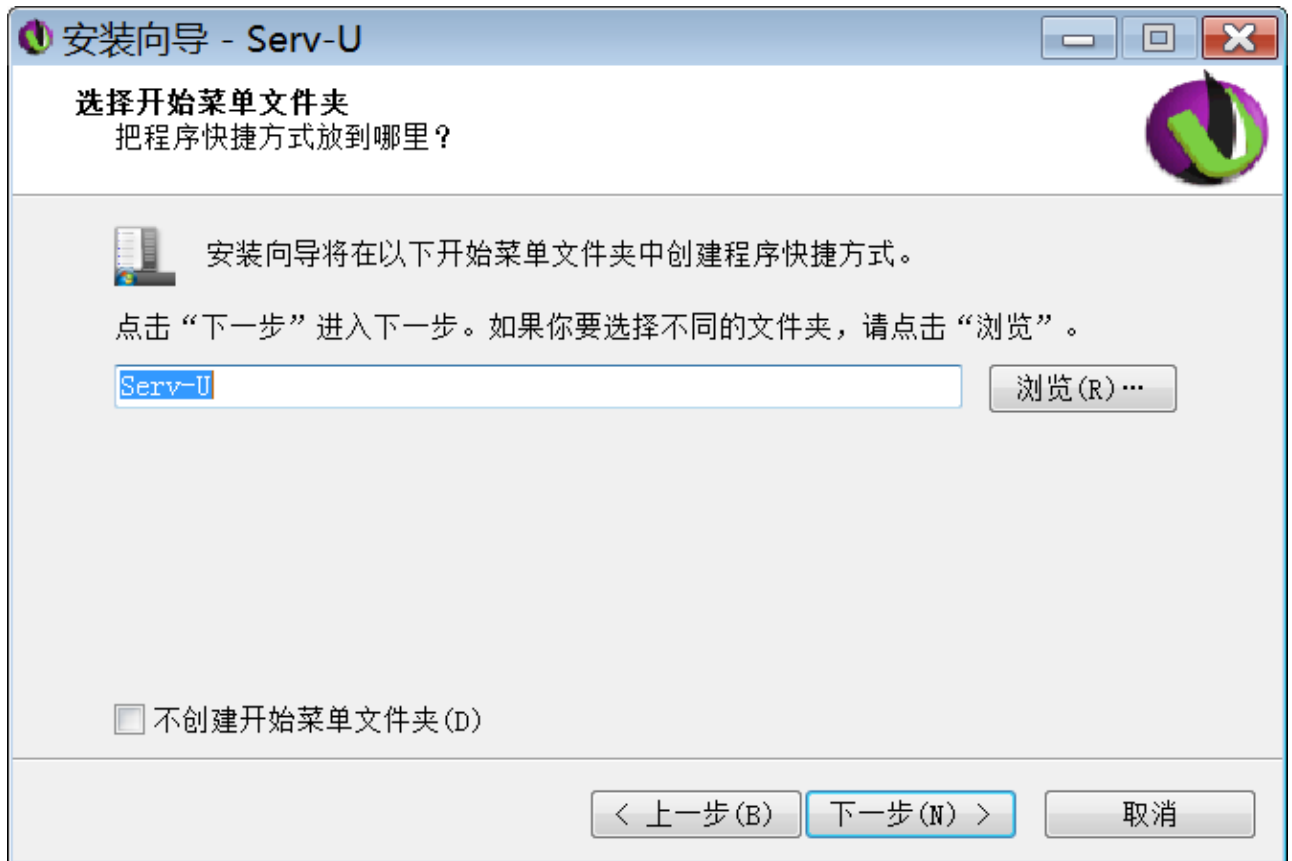 安装向导 - Serv-U
选择开始菜单文件夹
把程序快捷方式放到哪里？
安装向导将在以下开始菜单文件夹中创建程序快捷方式。
点击“下一步”进入下一步。如果你要选择不同的文件夹，请点击“浏览”。
Serv-U
浏览(R)…
不创建开始菜单文件夹(D)
< 上一步(B)
下一步(N) >
取消